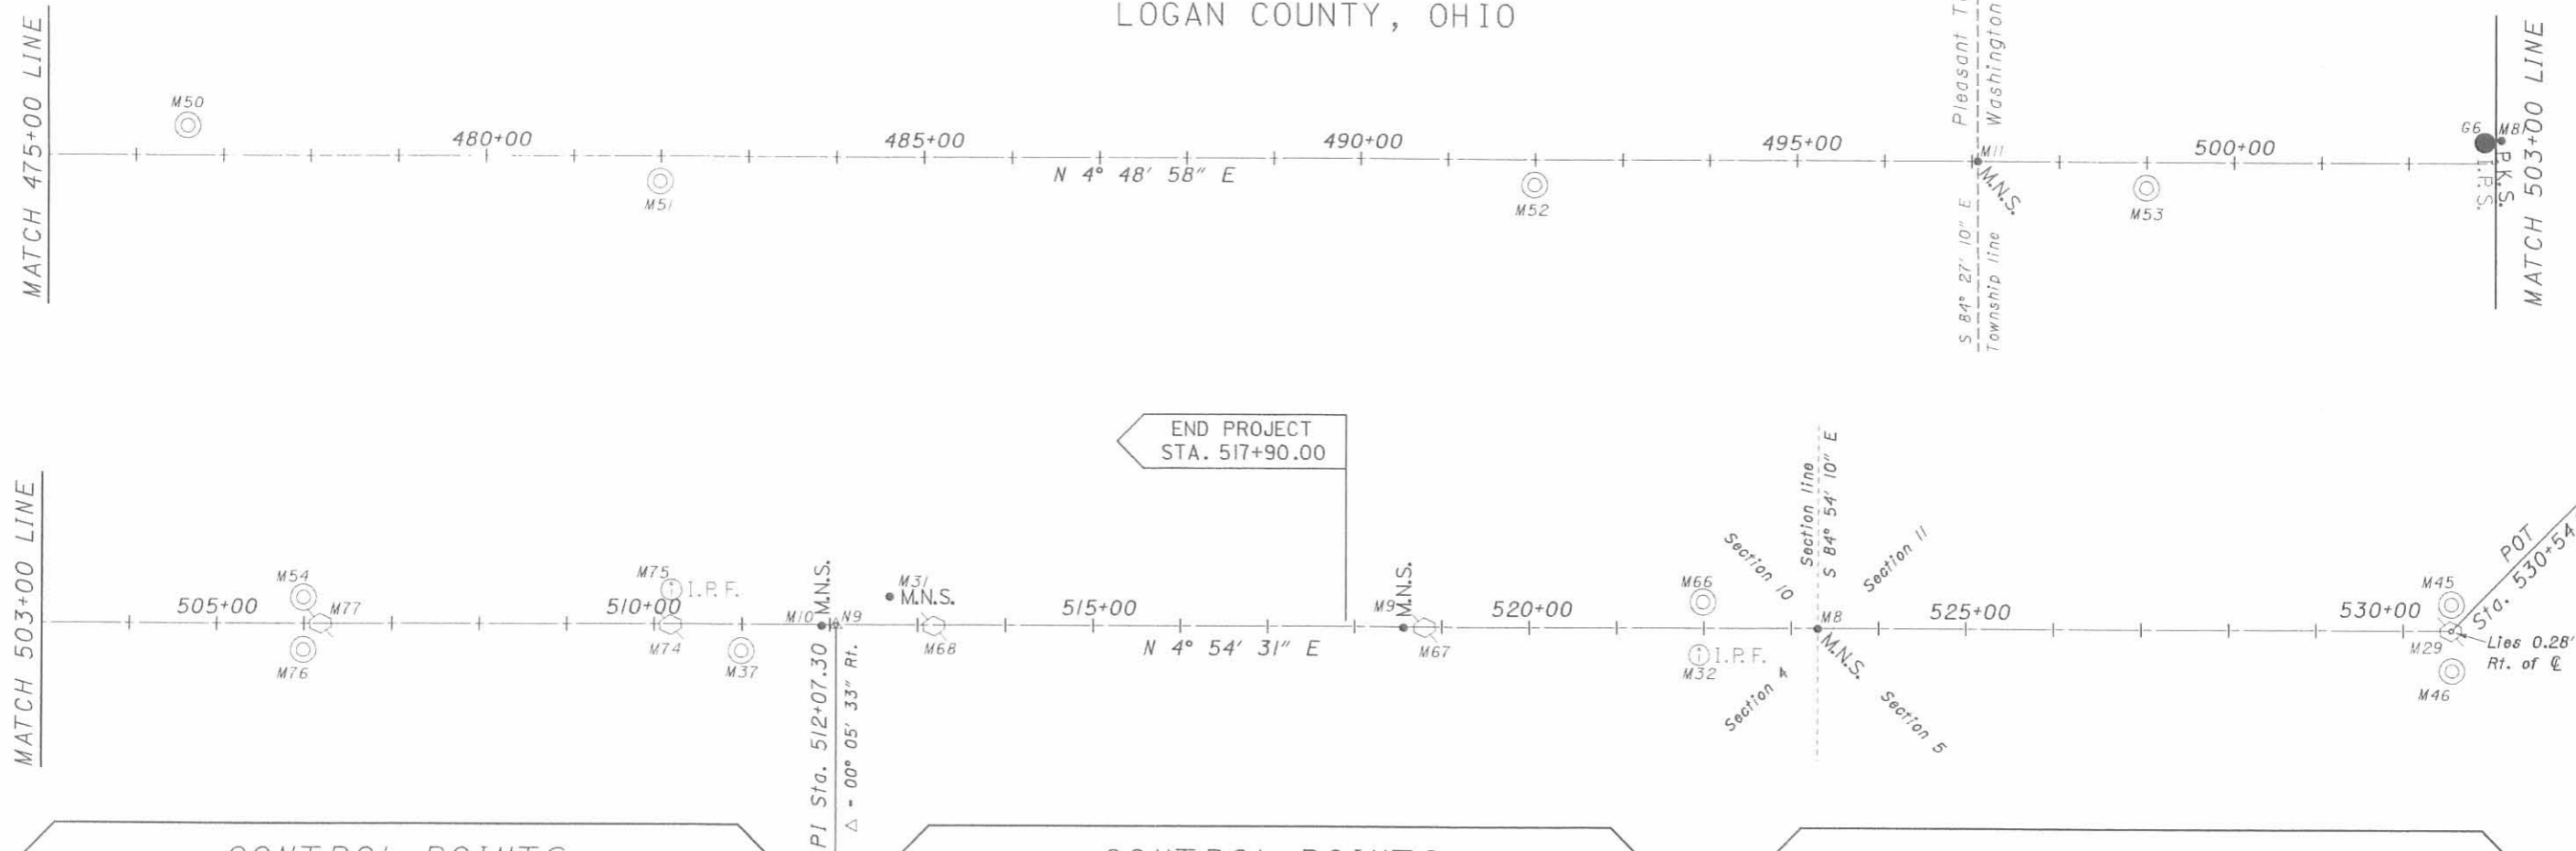 LOGAN COUNTY, OHIO
MATCH 475+00 LINE
M50
480+00
M51
485+00
N 4° 48' 58" E
490+00
M52
495+00
Pleasant
Washington
M11
M.N.S.
S 84° 27' 10" E
Township line
M53
500+00
G6
M81
I.P.S.
P.K.S.
MATCH 503+00 LINE
END PROJECT
STA. 517+90.00
MATCH 503+00 LINE
505+00
M54
M77
M76
510+00
M75
I.P.F.
M74
M37
M10
M.N.S.
N9
PI Sta. 512+07.30
Δ - 00° 05' 33" Rt.
M31
M.N.S.
M68
515+00
N 4° 54' 31" E
M9
M.N.S.
M67
520+00
M66
I.P.F.
M32
Section 10
Section line
S 84° 54' 10" E
Section 11
M8
M.N.S.
Section 4
Section 5
525+00
530+00
M45
POT
Sta. 530+54
M29
Lies 0.28'
Rt. of ℄
M46
CONTROL POINTS
CONTROL POINTS